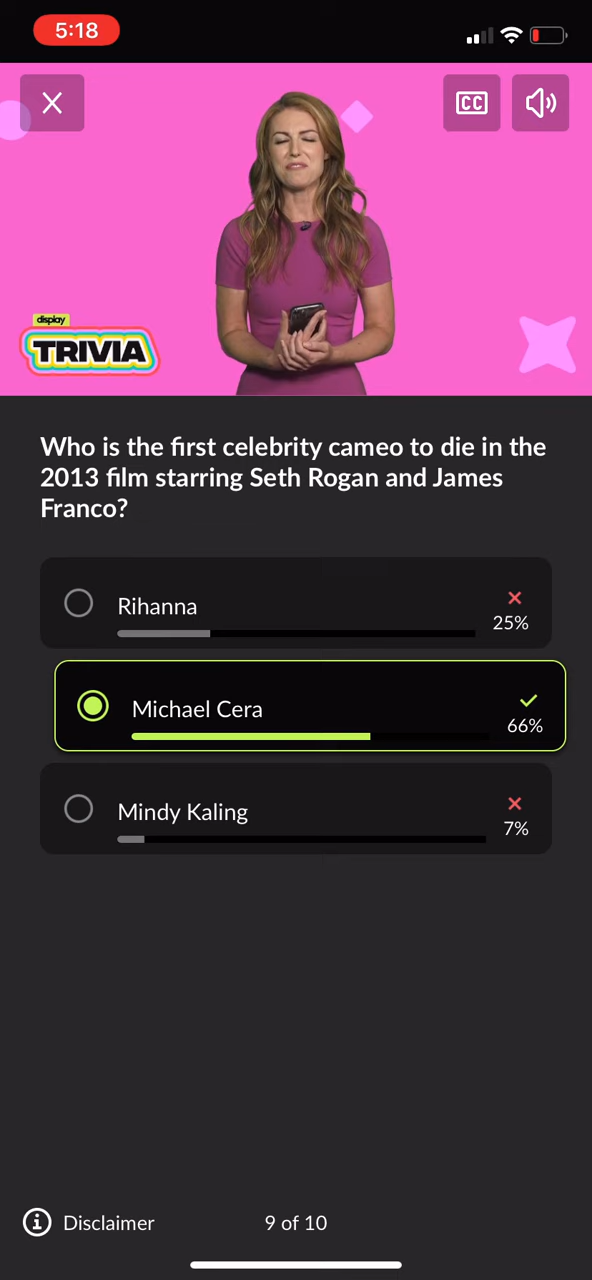 5:18
CC
display
TRIVIA
Who is the first celebrity cameo to die in the
2013 film starring Seth Rogan and James
Franco?
Rihanna
25%
Michael Cera
66%
Mindy Kaling
7%
Disclaimer
9 of 10